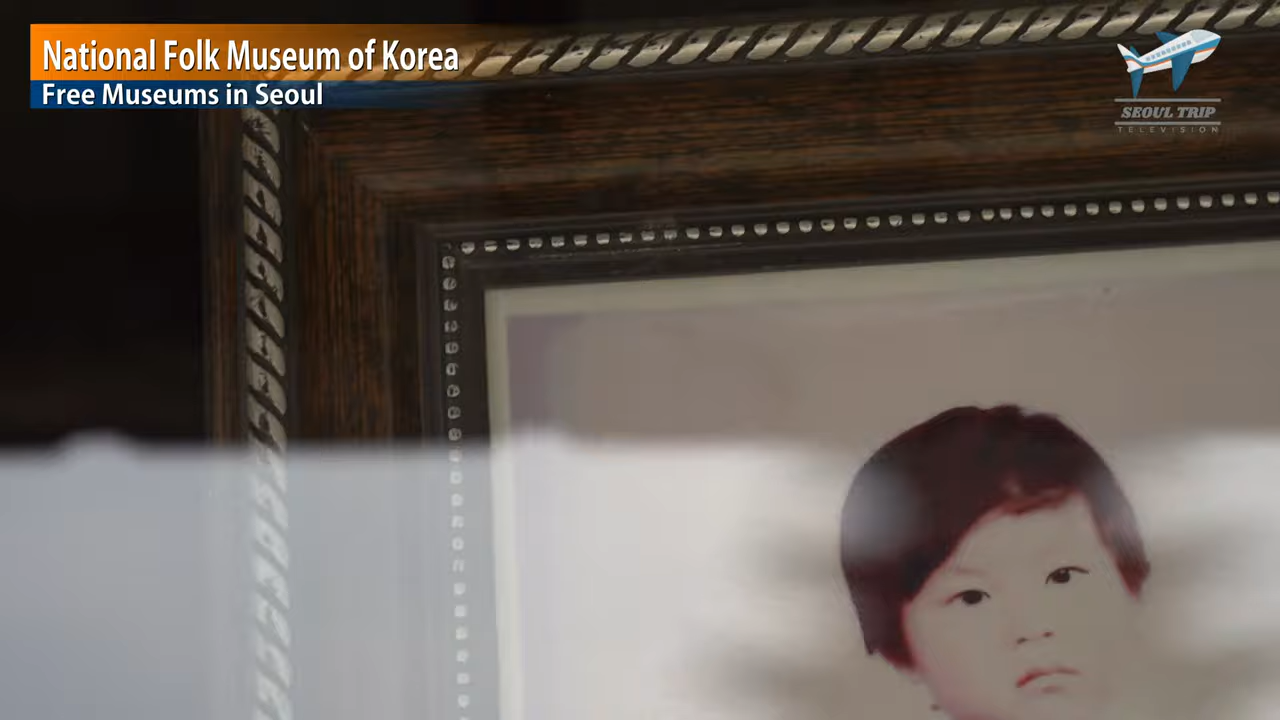 National Folk Museum of Korea
Free Museums in Seoul
SEOUL TRIP
TELEVISION